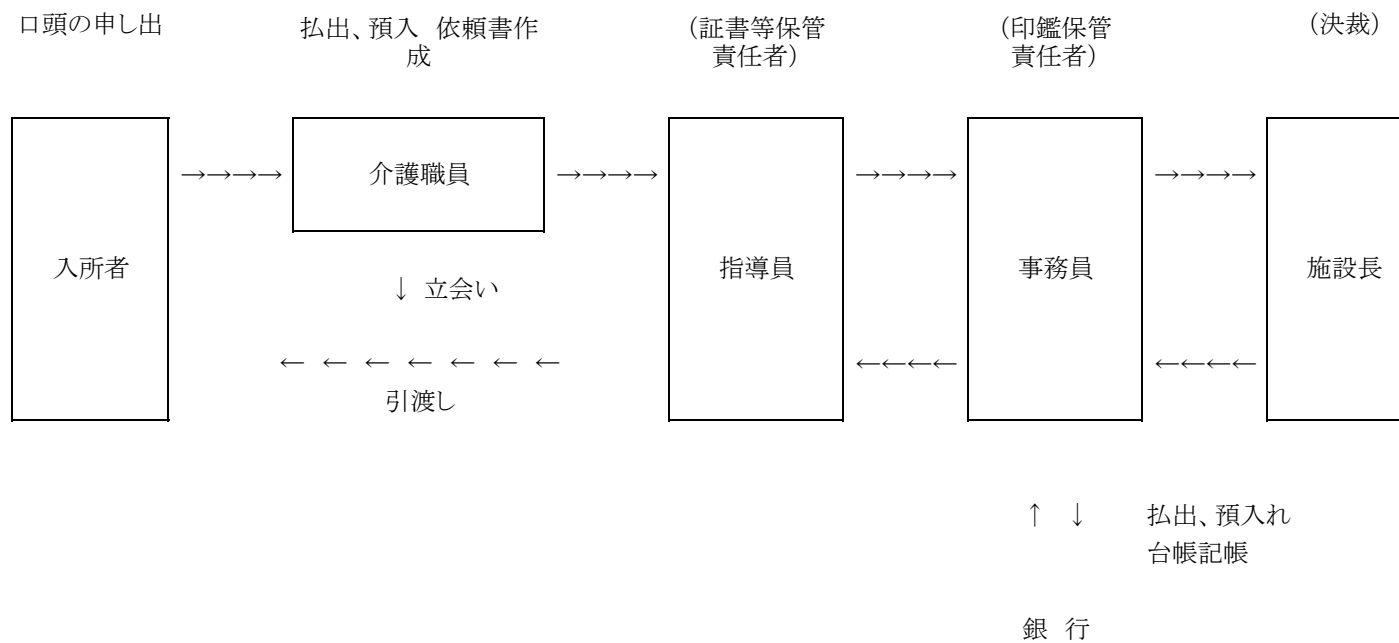 口頭の申し出
払出、預入 依頼書作
成
（証書等保管
責任者）
（印鑑保管
責任者）
（決裁）
入所者
→→→→
介護職員
→→→→
指導員
→→→→
事務員
→→→→
施設長
↓ 立会い
← ← ← ← ← ← ←
引渡し
←←←←
←←←←
↑ ↓ 払出、預入れ
台帳記帳
銀 行